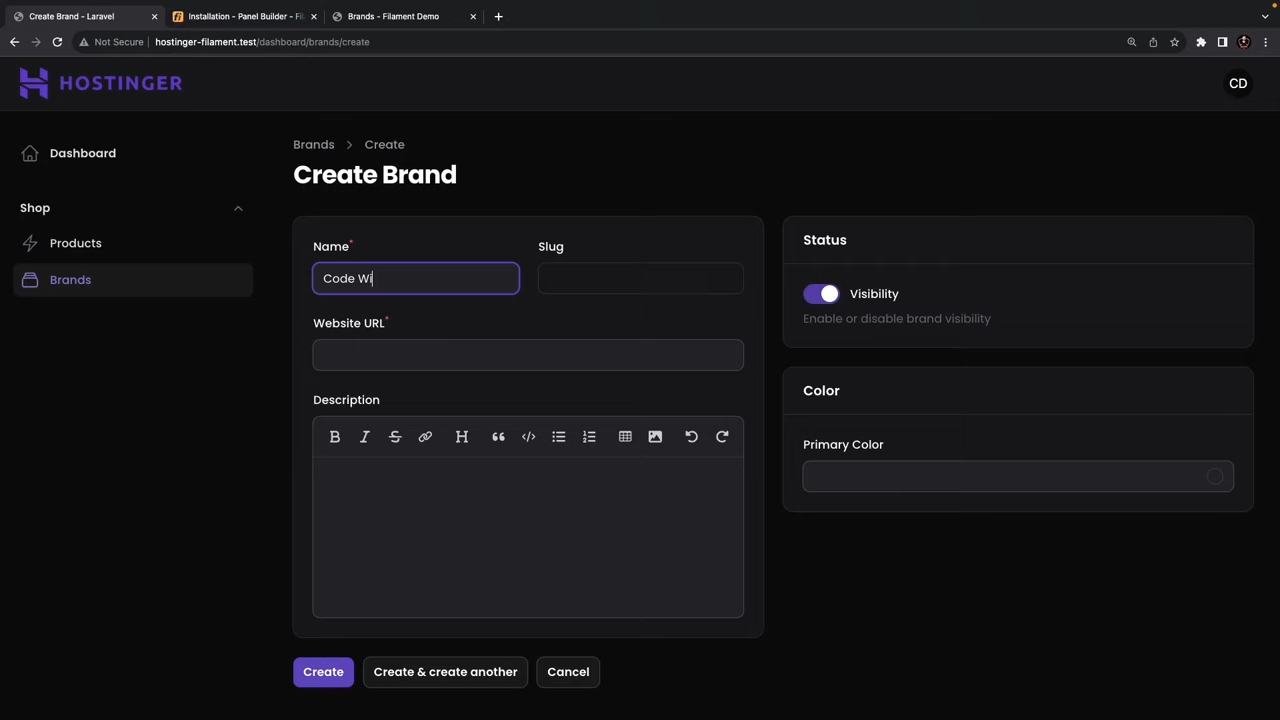 Create Brand - Laravel
Installation - Panel Builder - Fil
Brands - Filament Demo
Not Secure
hostinger-filament.test/dashboard/brands/create
HOSTINGER
CD
Dashboard
Shop
Products
Brands
Brands
Create
Create Brand
Name*
Slug
Code Wi
Website URL*
Description
Status
Visibility
Enable or disable brand visibility
Color
Primary Color
Create
Create & create another
Cancel